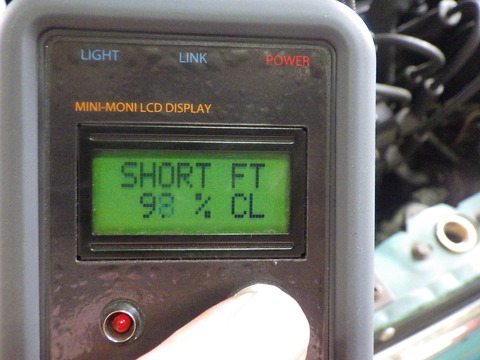 LIGHT LINK POWER
MINI-MONI LCD DISPLAY
SHORT FT
98 % CL